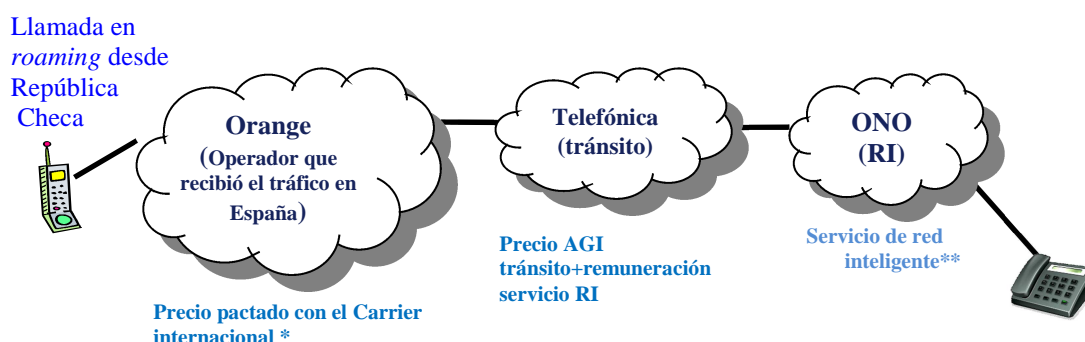 Llamada en
roaming desde
República
Checa
Orange
(Operador que
recibió el tráfico en
España)
Telefónica
(tránsito)
ONO
(RI)
Precio AGI
tránsito+remuneración
servicio RI
Servicio de red
inteligente**
Precio pactado con el Carrier
internacional *